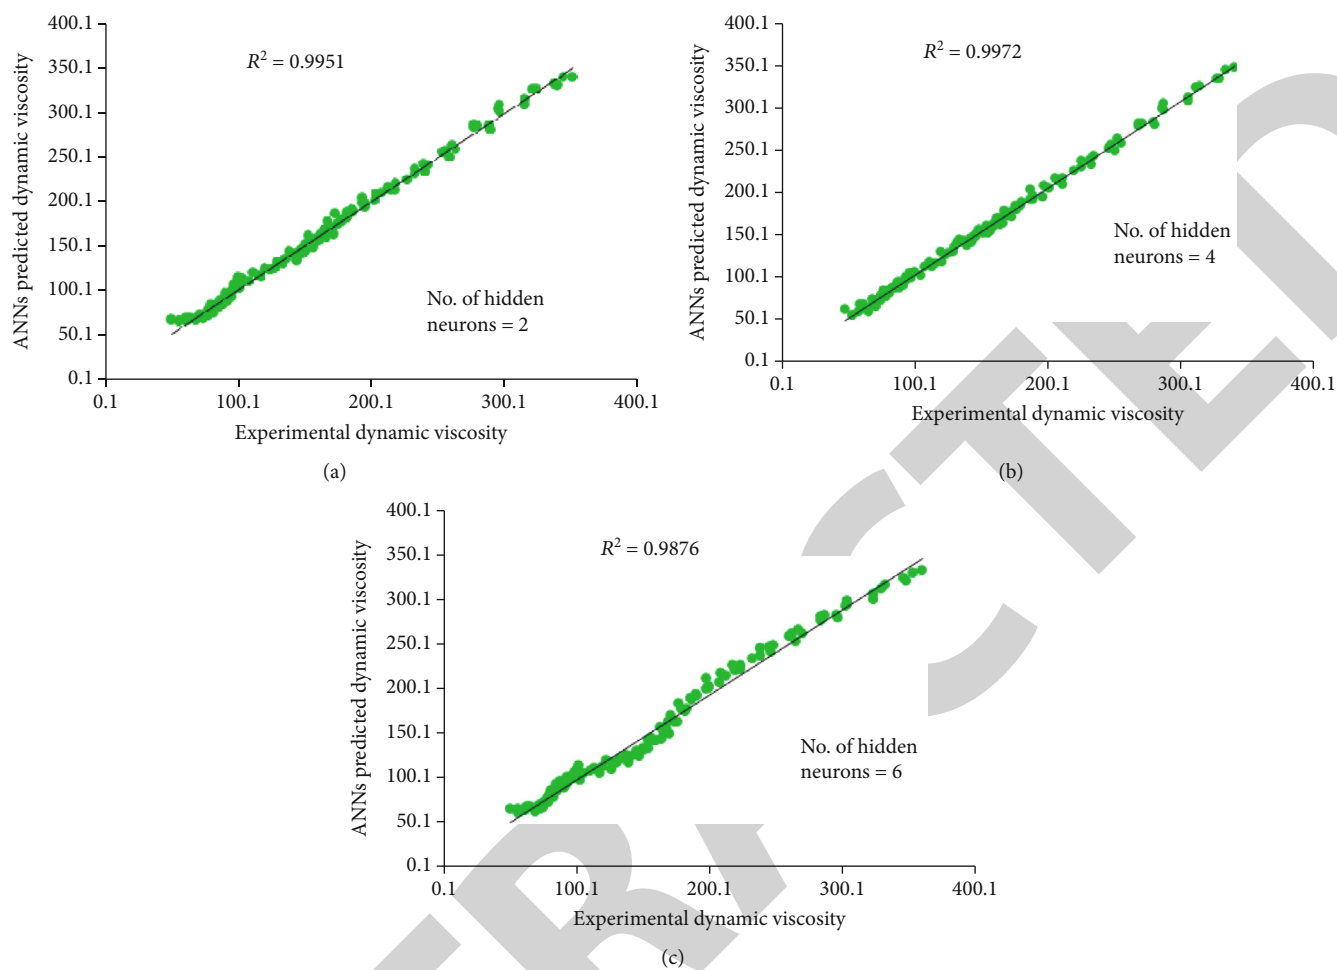 400.1
350.1
300.1
250.1
200.1
150.1
100.1
50.1
0.1
ANNs predicted dynamic viscosity
R² = 0.9951
No. of hidden
neurons = 2
0.1 100.1 200.1 300.1 400.1
Experimental dynamic viscosity
(a)
400.1
350.1
300.1
250.1
200.1
150.1
100.1
50.1
0.1
ANNs predicted dynamic viscosity
R² = 0.9972
No. of hidden
neurons = 4
0.1 100.1 200.1 300.1 400.1
Experimental dynamic viscosity
(b)
400.1
350.1
300.1
250.1
200.1
150.1
100.1
50.1
0.1
ANNs predicted dynamic viscosity
R² = 0.9876
No. of hidden
neurons = 6
0.1 100.1 200.1 300.1 400.1
Experimental dynamic viscosity
(c)